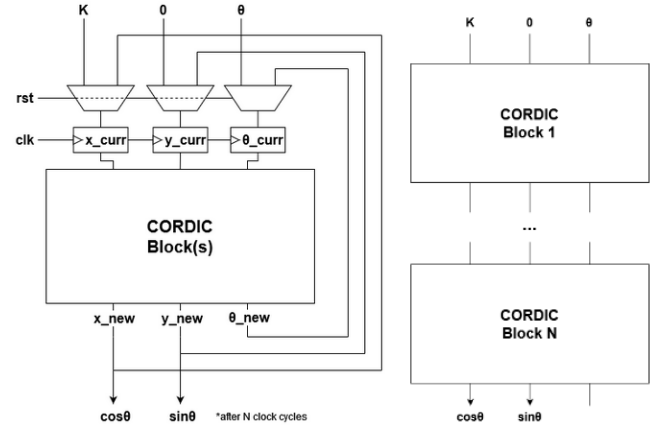 K 0 θ
rst
clk
x_curr y_curr θ_curr
CORDIC
Block(s)
x_new y_new θ_new
cosθ sinθ *after N clock cycles
K 0 θ
CORDIC
Block 1
...
CORDIC
Block N
cosθ sinθ